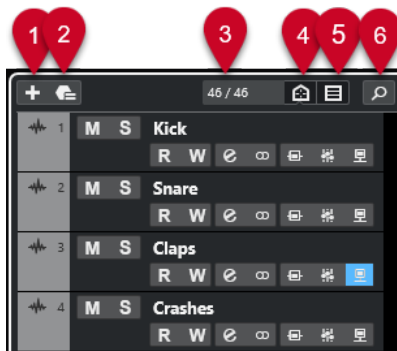 1 2 3 4 5 6
46 / 46
1 M S Kick
R W e
2 M S Snare
R W e
3 M S Claps
R W e
4 M S Crashes
R W e